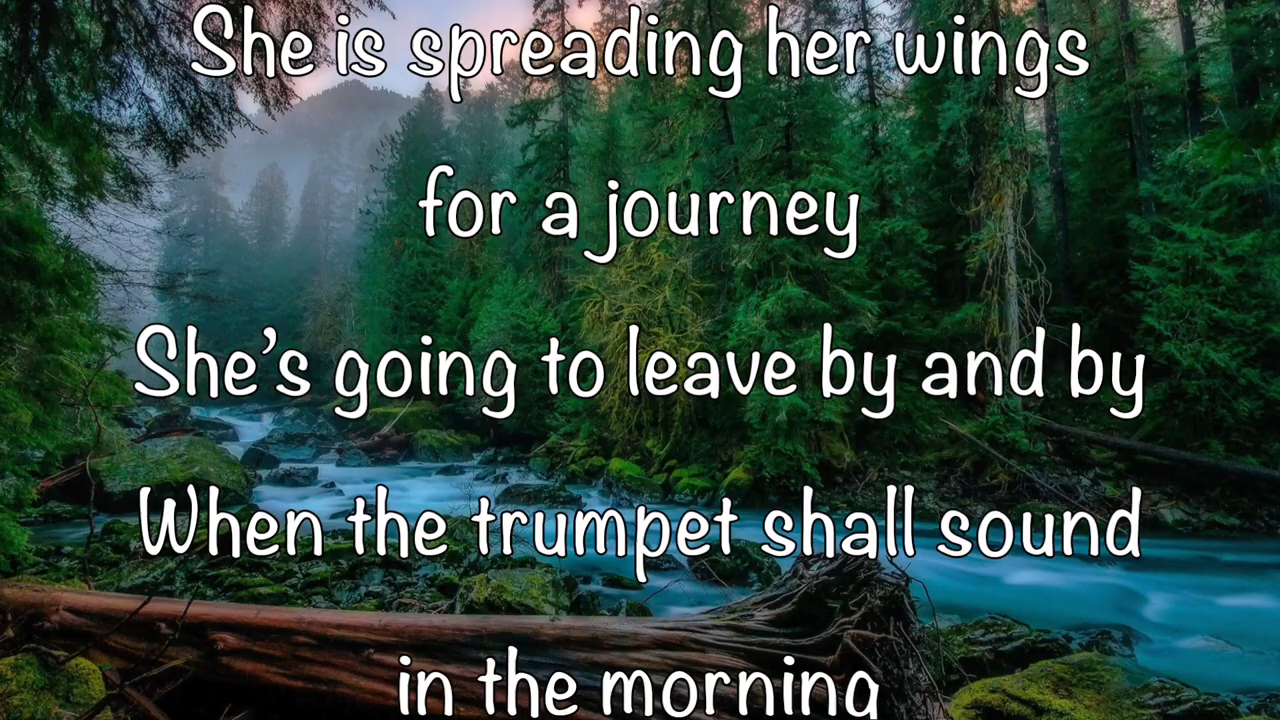 She is spreading her wings
for a journey
She’s going to leave by and by
When the trumpet shall sound
in the morning